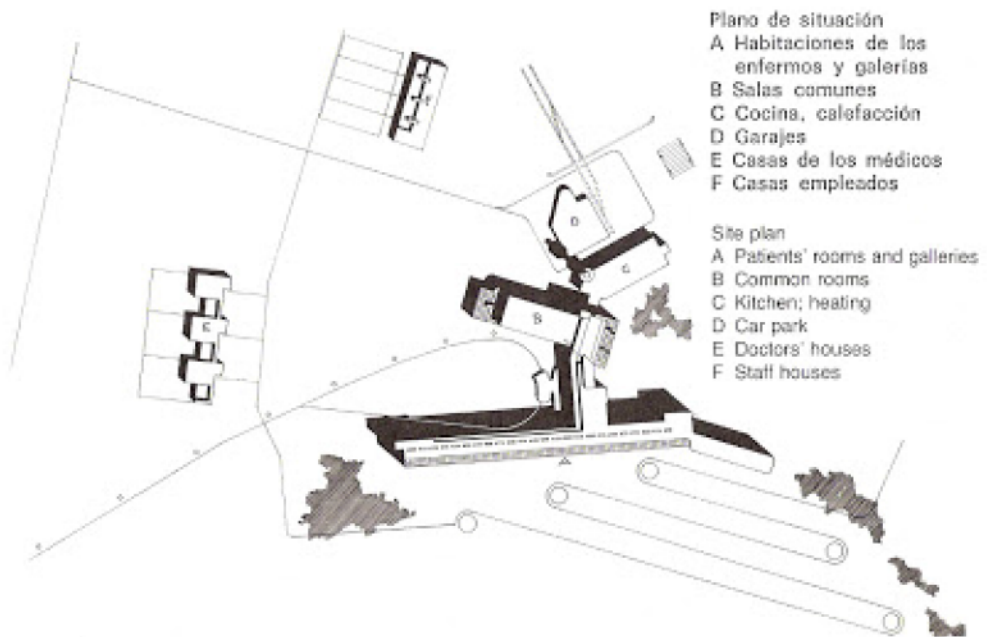 Plano de situación
A Habitaciones de los
enfermos y galerías
B Salas comunes
C Cocina, calefacción
D Garajes
E Casas de los médicos
F Casas empleados
Site plan
A Patients' rooms and galleries
B Common rooms
C Kitchen; heating
D Car park
E Doctors' houses
F Staff houses
D
C
B
E